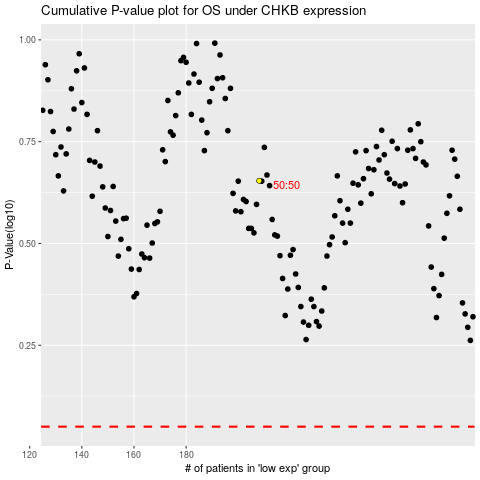 Cumulative P-value plot for OS under CHKB expression
P-Value(log10)
1.00
0.75
0.50
0.25
50:50
120 140 160 180
# of patients in 'low exp' group